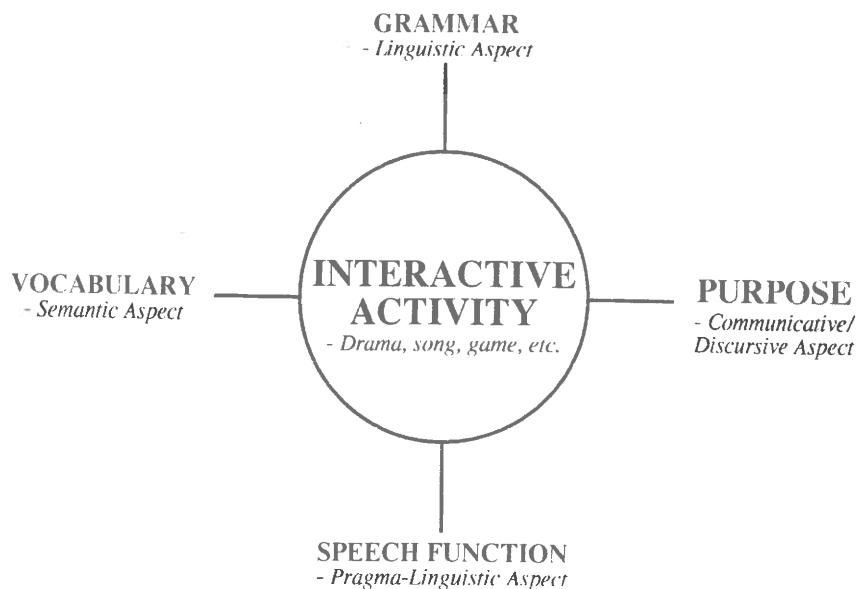 GRAMMAR
- Linguistic Aspect
VOCABULARY
- Semantic Aspect
INTERACTIVE
ACTIVITY
- Drama, song, game, etc.
PURPOSE
- Communicative/
Discursive Aspect
SPEECH FUNCTION
- Pragma-Linguistic Aspect